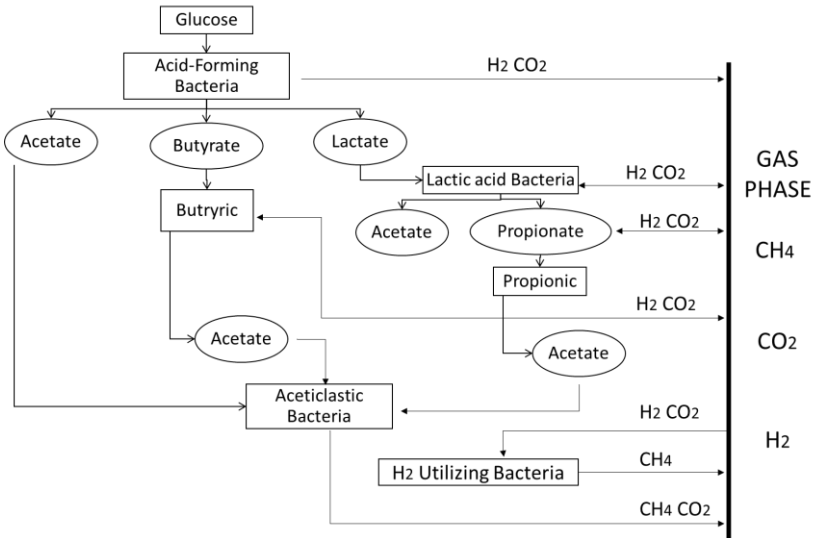 Glucose
Acid-Forming
Bacteria
H2 CO2
Acetate
Butyrate
Lactate
Lactic acid Bacteria
H2 CO2
GAS
PHASE
Butryric
Acetate
Propionate
H2 CO2
CH4
Propionic
H2 CO2
Acetate
Acetate
CO2
Aceticlastic
Bacteria
H2 CO2
H2
H2 Utilizing Bacteria
CH4
CH4 CO2